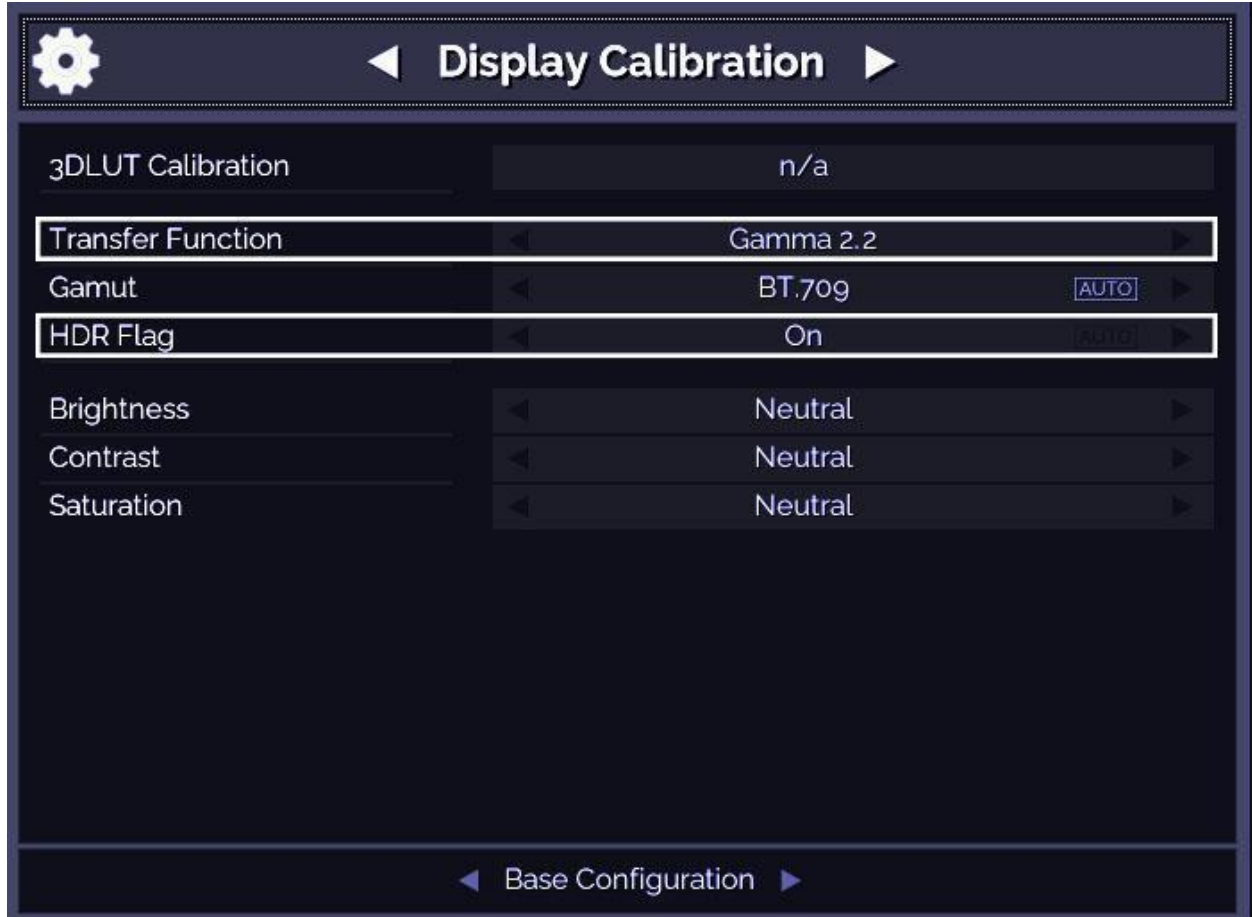 Display Calibration
3DLUT Calibration n/a
Transfer Function Gamma 2.2
Gamut BT.709 AUTO
HDR Flag On AUTO
Brightness Neutral
Contrast Neutral
Saturation Neutral
Base Configuration